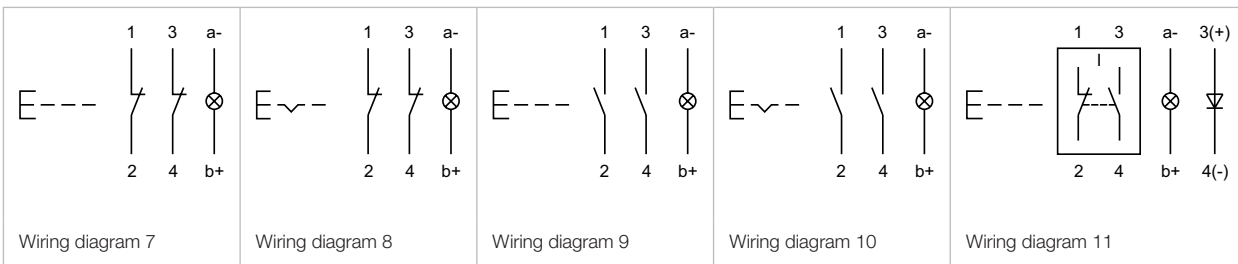 1 3 a- 1 3 a- 1 3 a- 1 3 a- 1 3 a- 3(+)
2 4 b+ 2 4 b+ 2 4 b+ 2 4 b+ 2 4 b+ 4(-)
Wiring diagram 7 Wiring diagram 8 Wiring diagram 9 Wiring diagram 10 Wiring diagram 11